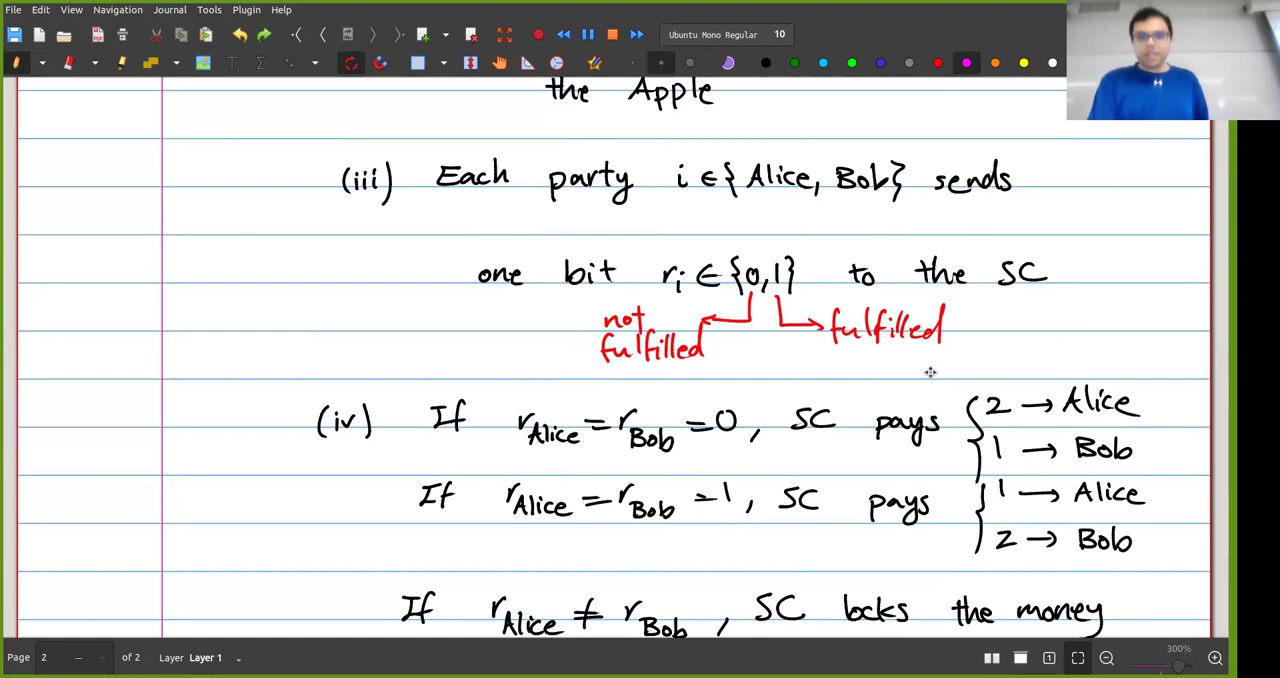 File Edit View Navigation Journal Tools Plugin Help
Ubuntu Mono Regular 10
the Apple
(iii) Each party i ∈ {Alice, Bob} sends
one bit rᵢ ∈ {0,1} to the SC
not fulfilled
fulfilled
(iv) If r_Alice = r_Bob = 0, SC pays { 2 → Alice
1 → Bob
If r_Alice = r_Bob = 1, SC pays { 1 → Alice
2 → Bob
If r_Alice ≠ r_Bob, SC locks the money
Page 2 of 2 Layer Layer 1 300%